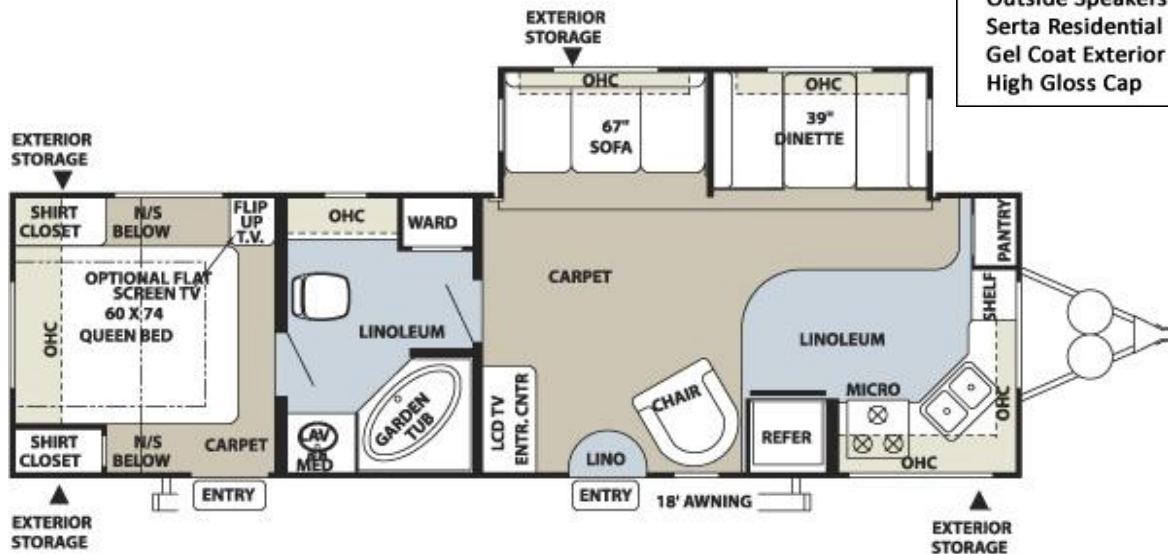 Outside Speakers
Serta Residential
Gel Coat Exterior
High Gloss Cap
EXTERIOR
STORAGE
OHC
67"
SOFA
OHC
39"
DINETTE
EXTERIOR
STORAGE
SHIRT
CLOSET
N/S
BELOW
FLIP
UP
T.V.
OPTIONAL FLAT
SCREEN TV
60 X 74
QUEEN BED
OHC
SHIRT
CLOSET
N/S
BELOW
CARPET
OHC
WARD
LINOLEUM
GARDEN
TUB
LAV
MED
CARPET
LCD TV
ENTR. CNTR
LINO
CHAIR
LINOLEUM
PANTRY
SHELF
MICRO
REFER
OHC
OHC
ENTRY
ENTRY
18' AWNING
EXTERIOR
STORAGE
EXTERIOR
STORAGE